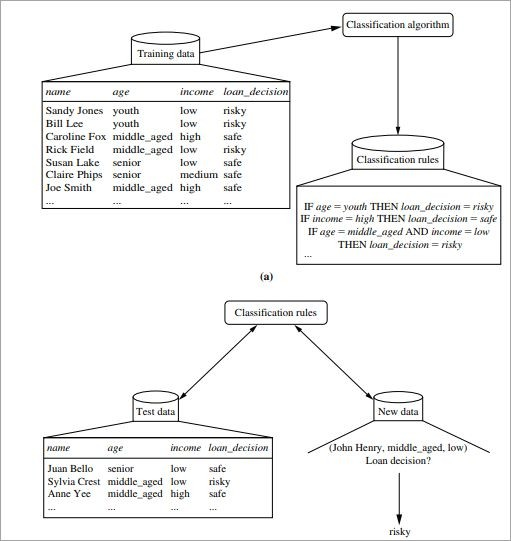 Classification algorithm
Training data
name age income loan_decision
Sandy Jones youth low risky
Bill Lee youth low risky
Caroline Fox middle_aged high safe
Rick Field middle_aged low risky
Susan Lake senior low safe
Claire Phips senior medium safe
Joe Smith middle_aged high safe
... ... ... ...
Classification rules
IF age = youth THEN loan_decision = risky
IF income = high THEN loan_decision = safe
IF age = middle_aged AND income = low
THEN loan_decision = risky
...
(a)
Classification rules
Test data
name age income loan_decision
Juan Bello senior low safe
Sylvia Crest middle_aged low risky
Anne Yee middle_aged high safe
... ... ... ...
New data
(John Henry, middle_aged, low)
Loan decision?
risky